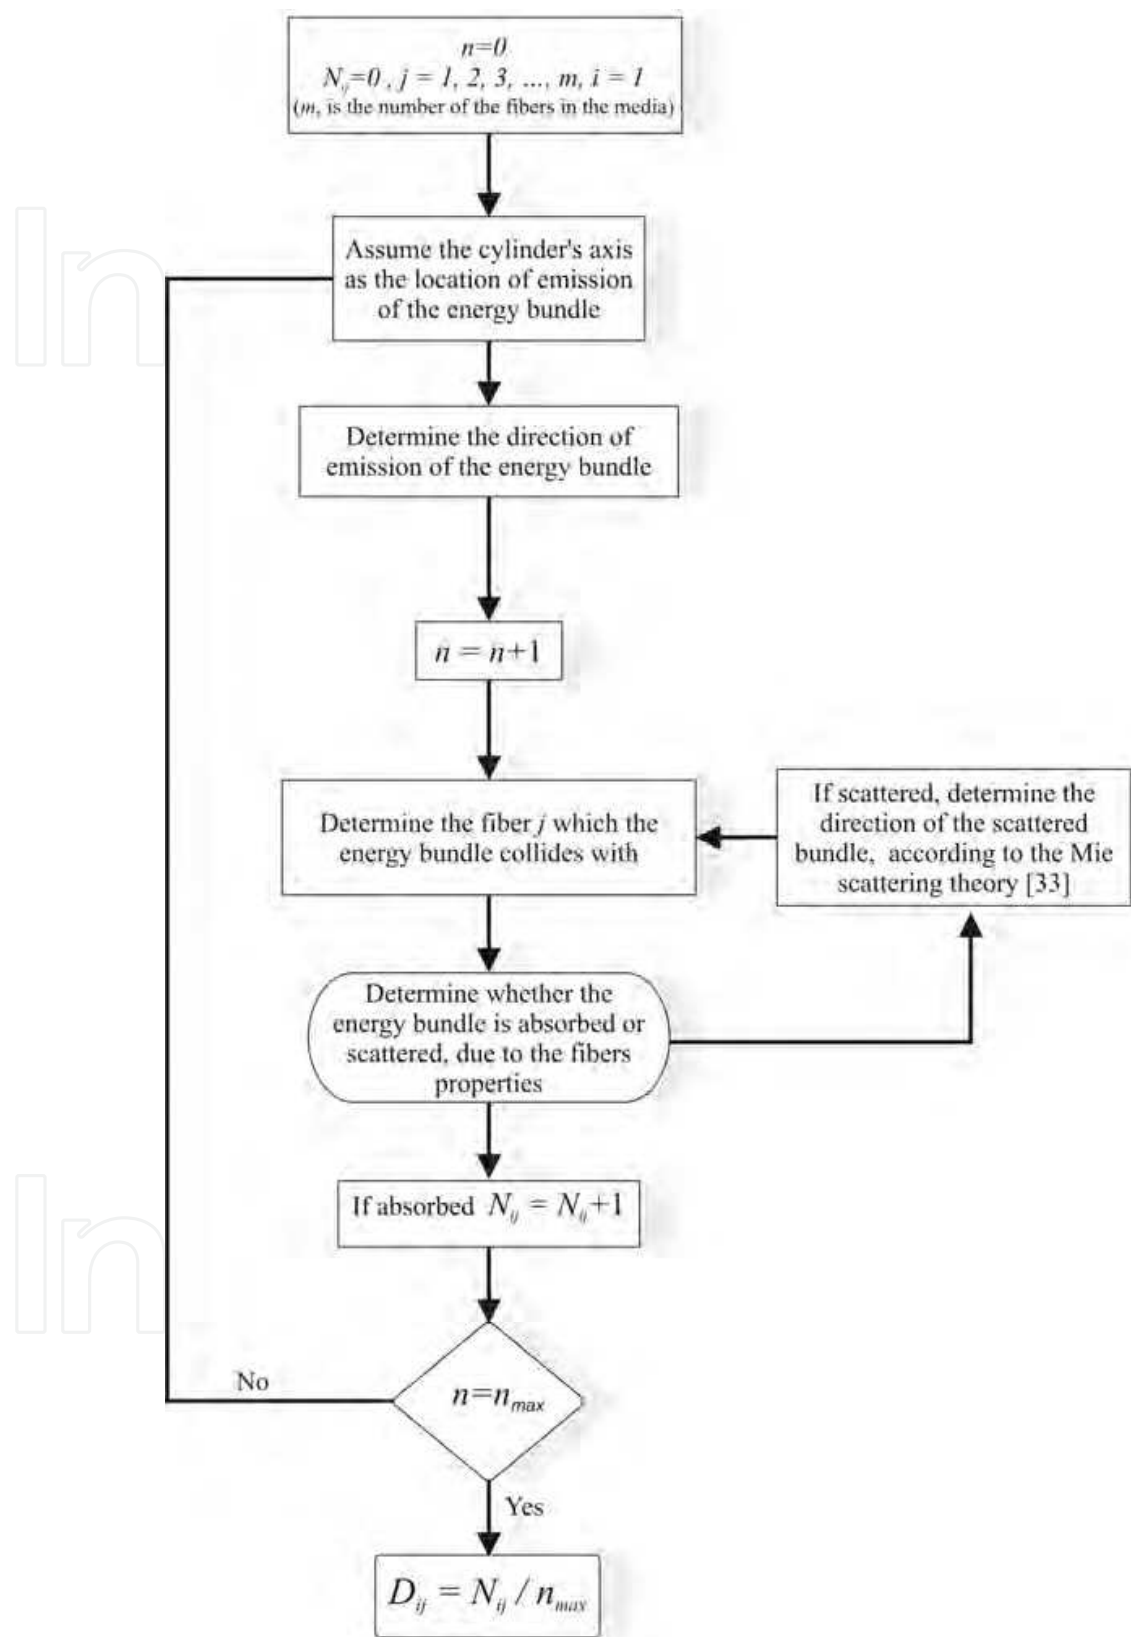 n=0
N_ij=0 , j = 1, 2, 3, ..., m, i = 1
(m, is the number of the fibers in the media)
Assume the cylinder's axis
as the location of emission
of the energy bundle
Determine the direction of
emission of the energy bundle
n = n+1
Determine the fiber j which the
energy bundle collides with
If scattered, determine the
direction of the scattered
bundle, according to the Mie
scattering theory [33]
Determine whether the
energy bundle is absorbed or
scattered, due to the fibers
properties
If absorbed N_ij = N_ij+1
n=n_max
No
Yes
D_ij = N_ij / n_max
In
In